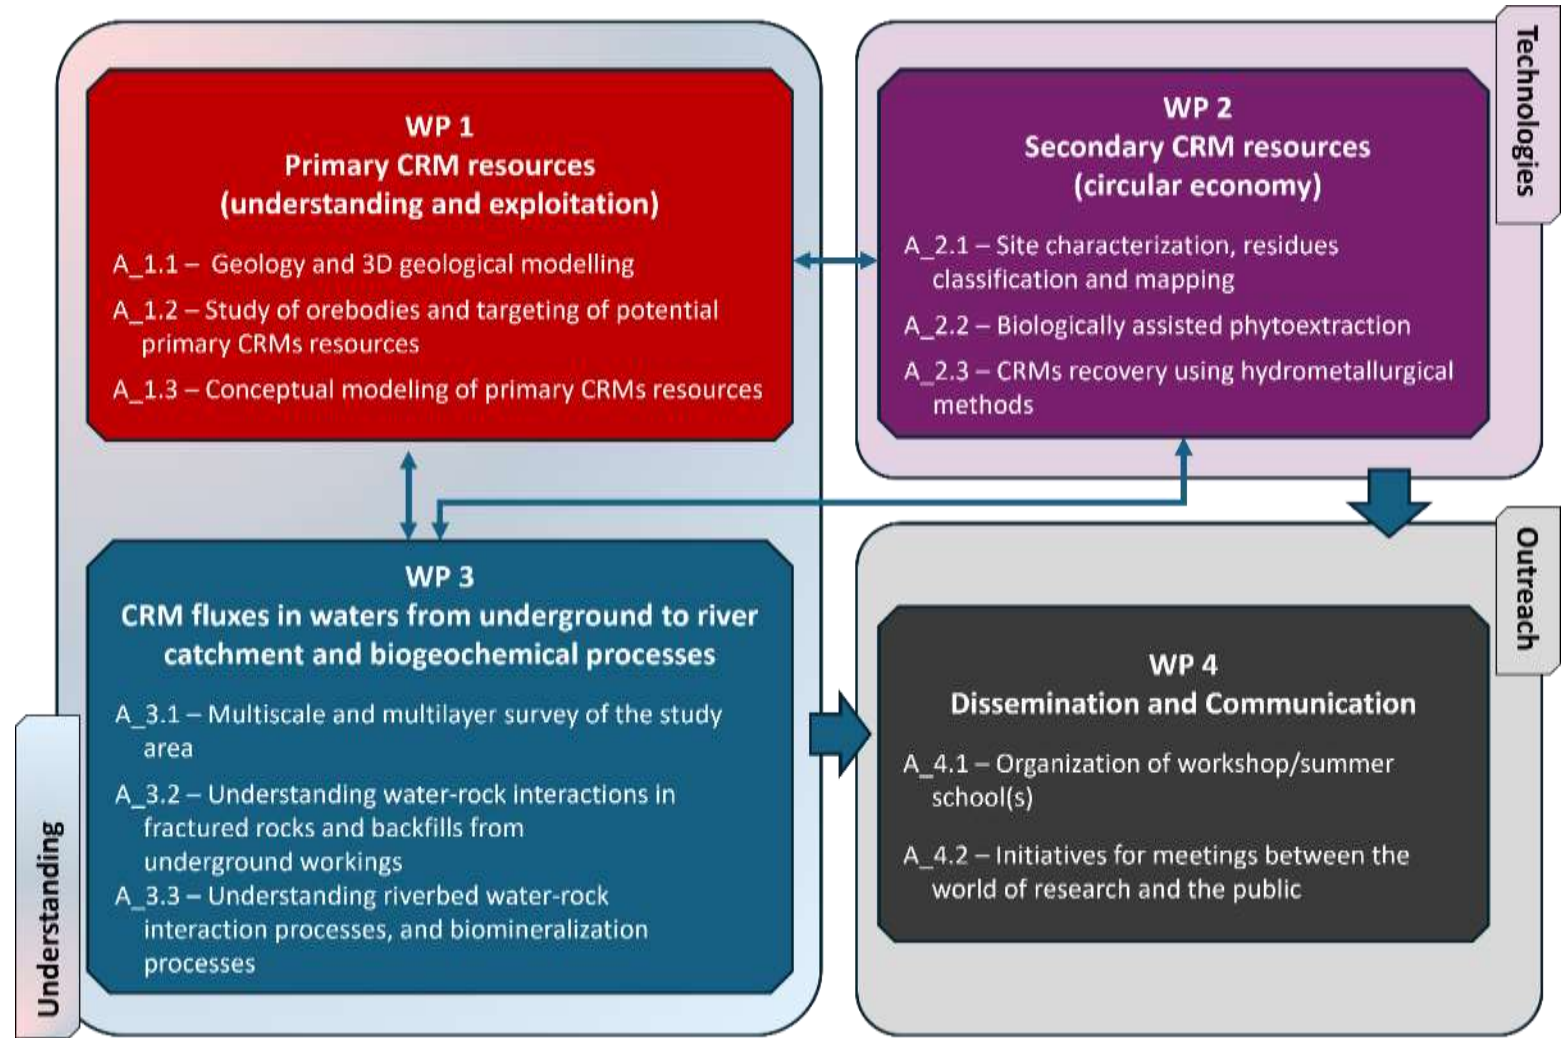 WP 1
Primary CRM resources
(understanding and exploitation)
A_1.1 – Geology and 3D geological modelling
A_1.2 – Study of orebodies and targeting of potential
primary CRMs resources
A_1.3 – Conceptual modeling of primary CRMs resources
Technologies
WP 2
Secondary CRM resources
(circular economy)
A_2.1 – Site characterization, residues
classification and mapping
A_2.2 – Biologically assisted phytoextraction
A_2.3 – CRMs recovery using hydrometallurgical
methods
Understanding
WP 3
CRM fluxes in waters from underground to river
catchment and biogeochemical processes
A_3.1 – Multiscale and multilayer survey of the study
area
A_3.2 – Understanding water-rock interactions in
fractured rocks and backfills from
underground workings
A_3.3 – Understanding riverbed water-rock
interaction processes, and biomineralization
processes
Outreach
WP 4
Dissemination and Communication
A_4.1 – Organization of workshop/summer
school(s)
A_4.2 – Initiatives for meetings between the
world of research and the public